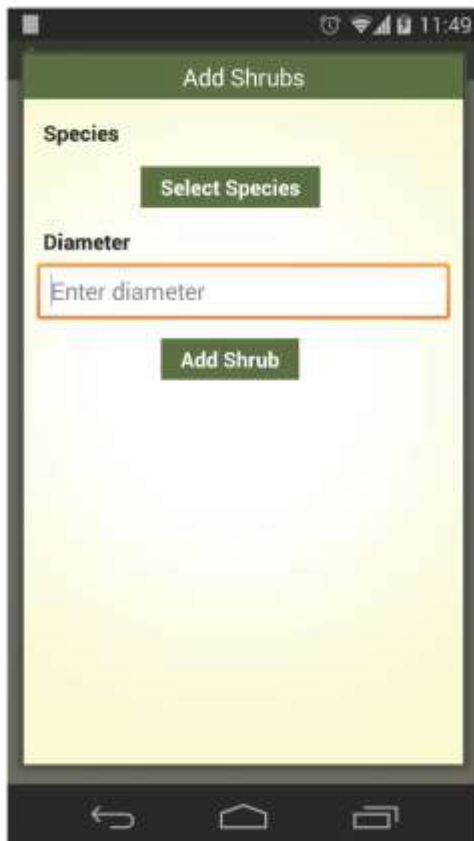 11:49
Add Shrubs
Species
Select Species
Diameter
Enter diameter
Add Shrub